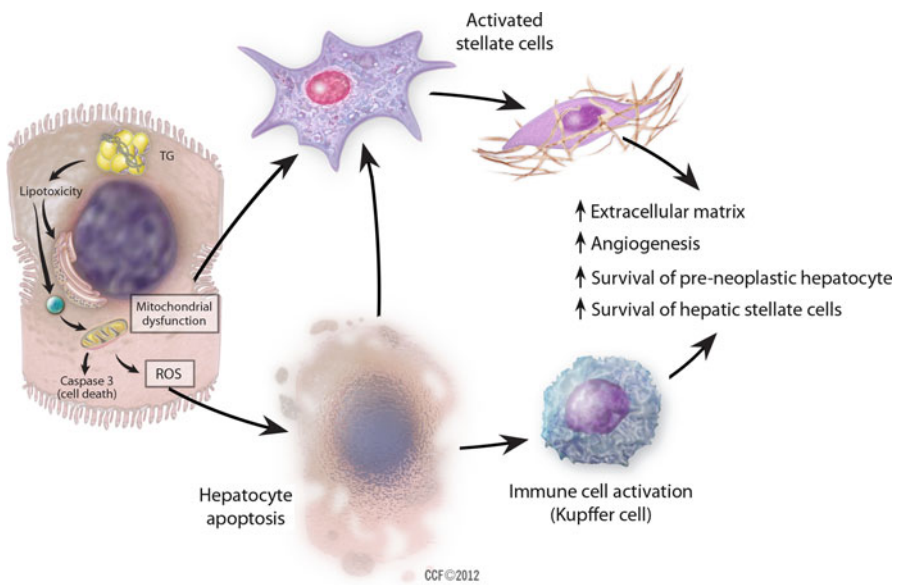 Activated
stellate cells
TG
Lipotoxicity
Mitochondrial
dysfunction
ROS
Caspase 3
(cell death)
Extracellular matrix
Angiogenesis
Survival of pre-neoplastic hepatocyte
Survival of hepatic stellate cells
Hepatocyte
apoptosis
Immune cell activation
(Kupffer cell)
CCF©2012